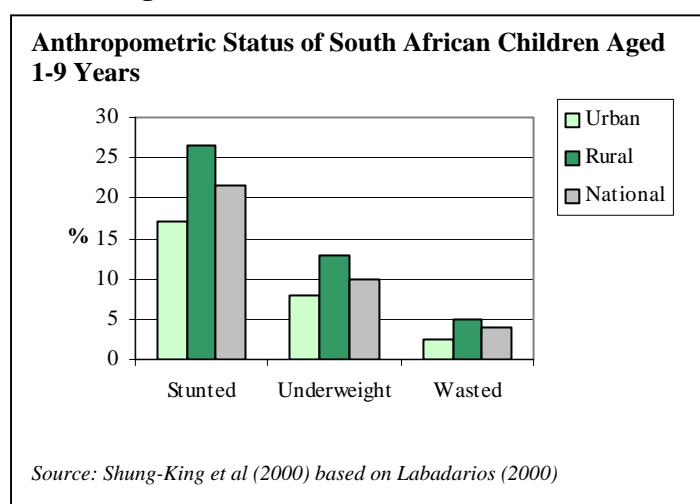 Anthropometric Status of South African Children Aged
1-9 Years
30
25
20
% 15
10
5
0
Stunted Underweight Wasted
Urban
Rural
National
Source: Shung-King et al (2000) based on Labadarios (2000)